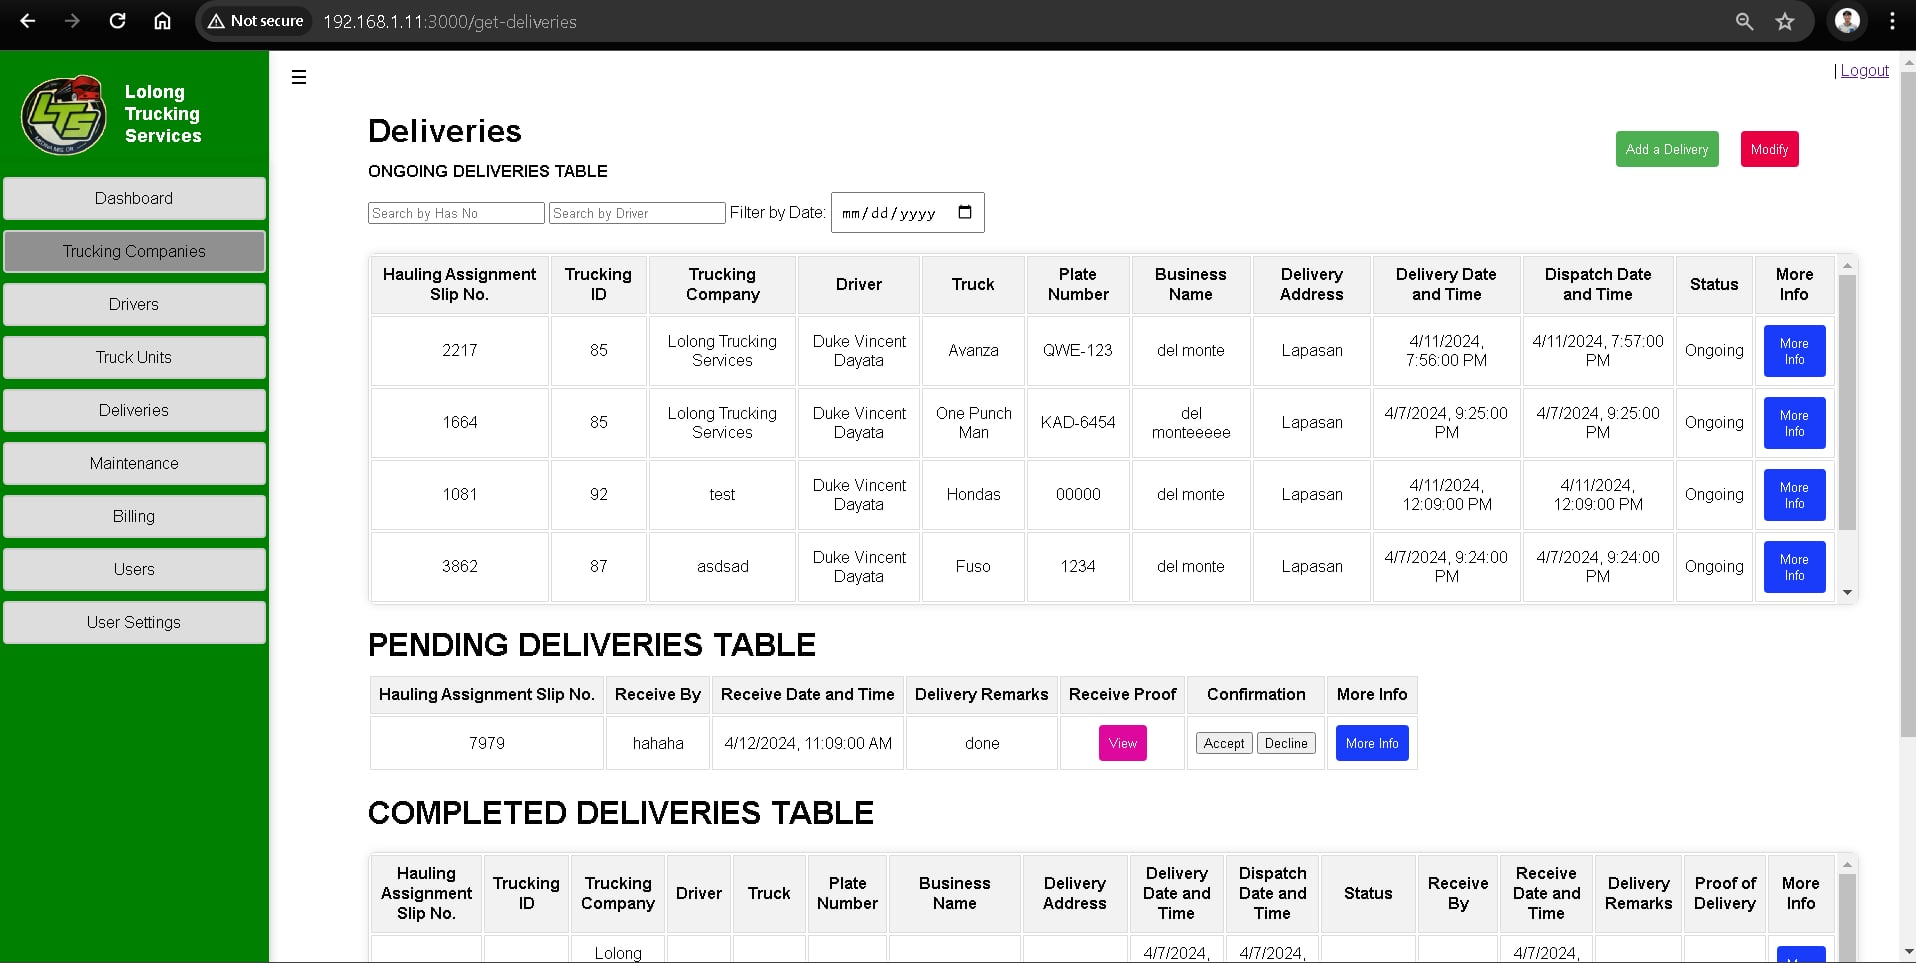 Not secure 192.168.1.11:3000/get-deliveries
LTS
Lolong
Trucking
Services
Dashboard
Trucking Companies
Drivers
Truck Units
Deliveries
Maintenance
Billing
Users
User Settings
☰
| Logout
Deliveries
Add a Delivery Modify
ONGOING DELIVERIES TABLE
Search by Has No Search by Driver Filter by Date: mm/dd/yyyy
Hauling Assignment Slip No. Trucking ID Trucking Company Driver Truck Plate Number Business Name Delivery Address Delivery Date and Time Dispatch Date and Time Status More Info
2217 85 Lolong Trucking Services Duke Vincent Dayata Avanza QWE-123 del monte Lapasan 4/11/2024, 7:56:00 PM 4/11/2024, 7:57:00 PM Ongoing More Info
1664 85 Lolong Trucking Services Duke Vincent Dayata One Punch Man KAD-6454 del monteeeee Lapasan 4/7/2024, 9:25:00 PM 4/7/2024, 9:25:00 PM Ongoing More Info
1081 92 test Duke Vincent Dayata Hondas 00000 del monte Lapasan 4/11/2024, 12:09:00 PM 4/11/2024, 12:09:00 PM Ongoing More Info
3862 87 asdsad Duke Vincent Dayata Fuso 1234 del monte Lapasan 4/7/2024, 9:24:00 PM 4/7/2024, 9:24:00 PM Ongoing More Info
PENDING DELIVERIES TABLE
Hauling Assignment Slip No. Receive By Receive Date and Time Delivery Remarks Receive Proof Confirmation More Info
7979 hahaha 4/12/2024, 11:09:00 AM done View Accept Decline More Info
COMPLETED DELIVERIES TABLE
Hauling Assignment Slip No. Trucking ID Trucking Company Driver Truck Plate Number Business Name Delivery Address Delivery Date and Time Dispatch Date and Time Status Receive By Receive Date and Time Delivery Remarks Proof of Delivery More Info
Lolong 4/7/2024, 4/7/2024, 4/7/2024,